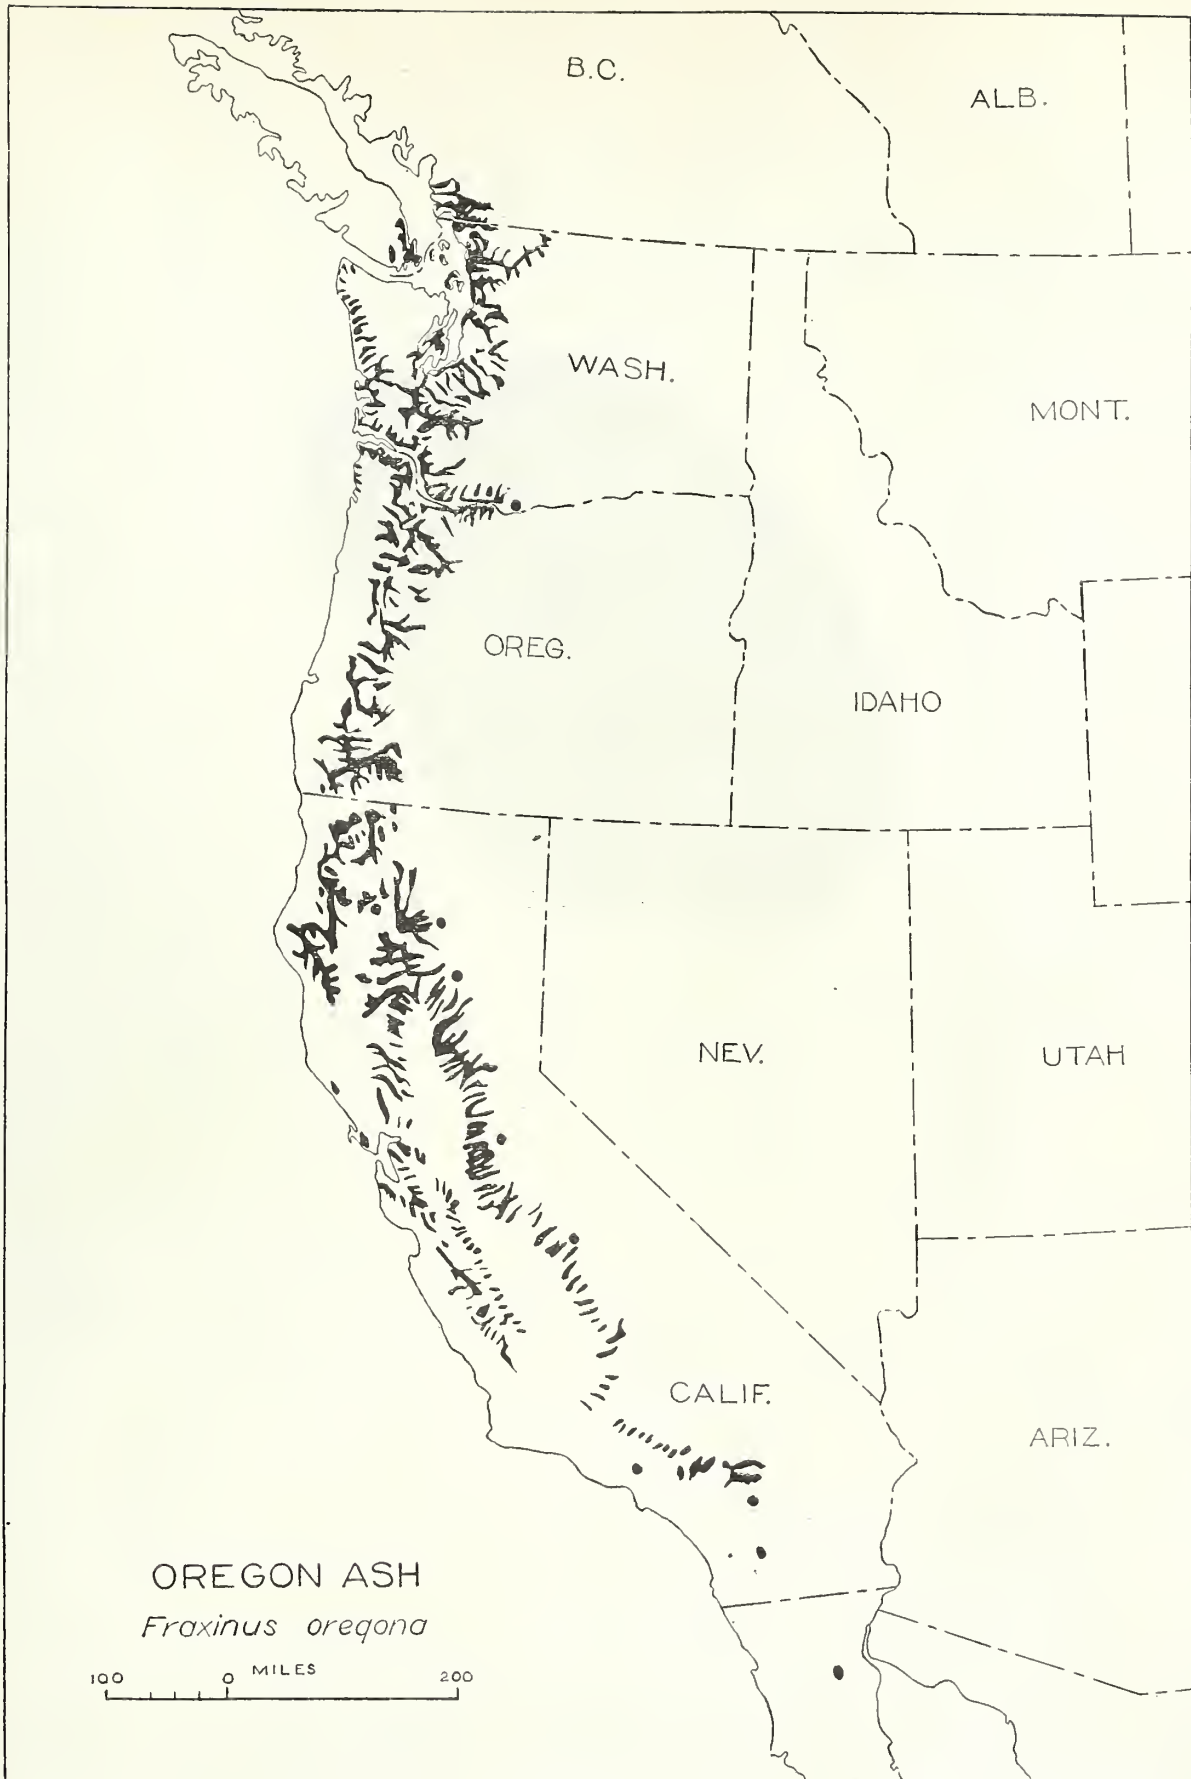 B.C.
ALB.
WASH.
MONT.
OREG.
IDAHO
NEV.
UTAH
CALIF.
ARIZ.
OREGON ASH
Fraxinus oregona
100 0 MILES 200